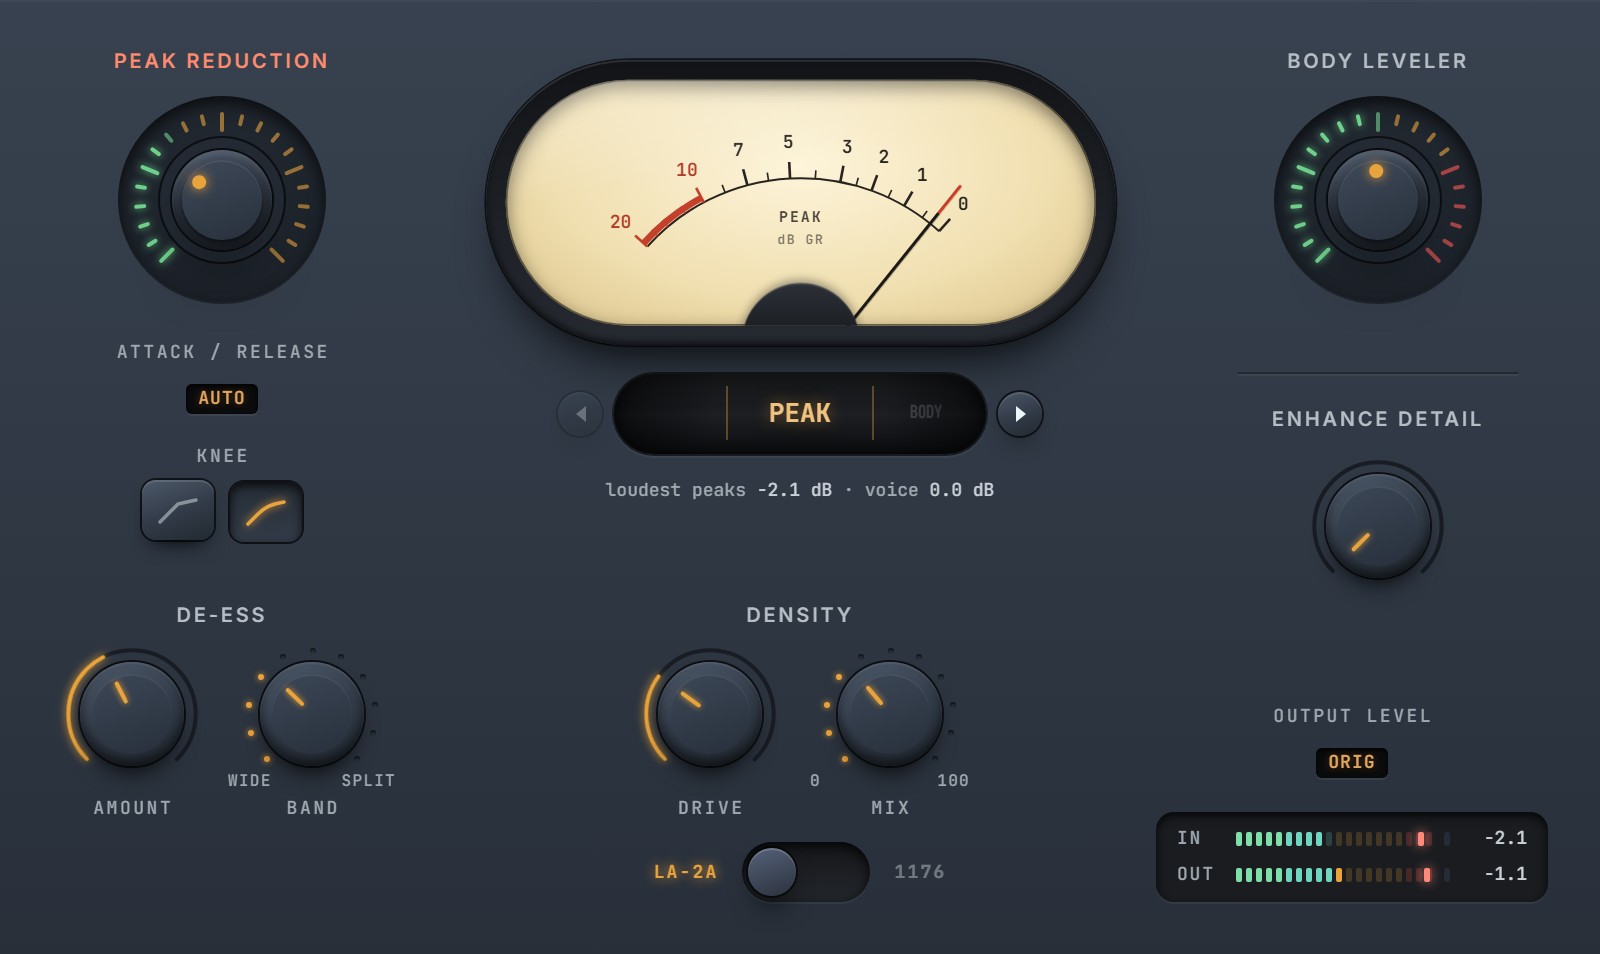 PEAK REDUCTION
BODY LEVELER
20 10 7 5 3 2 1 0
PEAK
dB GR
ATTACK / RELEASE
AUTO
KNEE
PEAK
BODY
loudest peaks -2.1 dB · voice 0.0 dB
ENHANCE DETAIL
DE-ESS
AMOUNT
WIDE SPLIT
BAND
DENSITY
DRIVE
0 100
MIX
LA-2A 1176
OUTPUT LEVEL
ORIG
IN -2.1
OUT -1.1